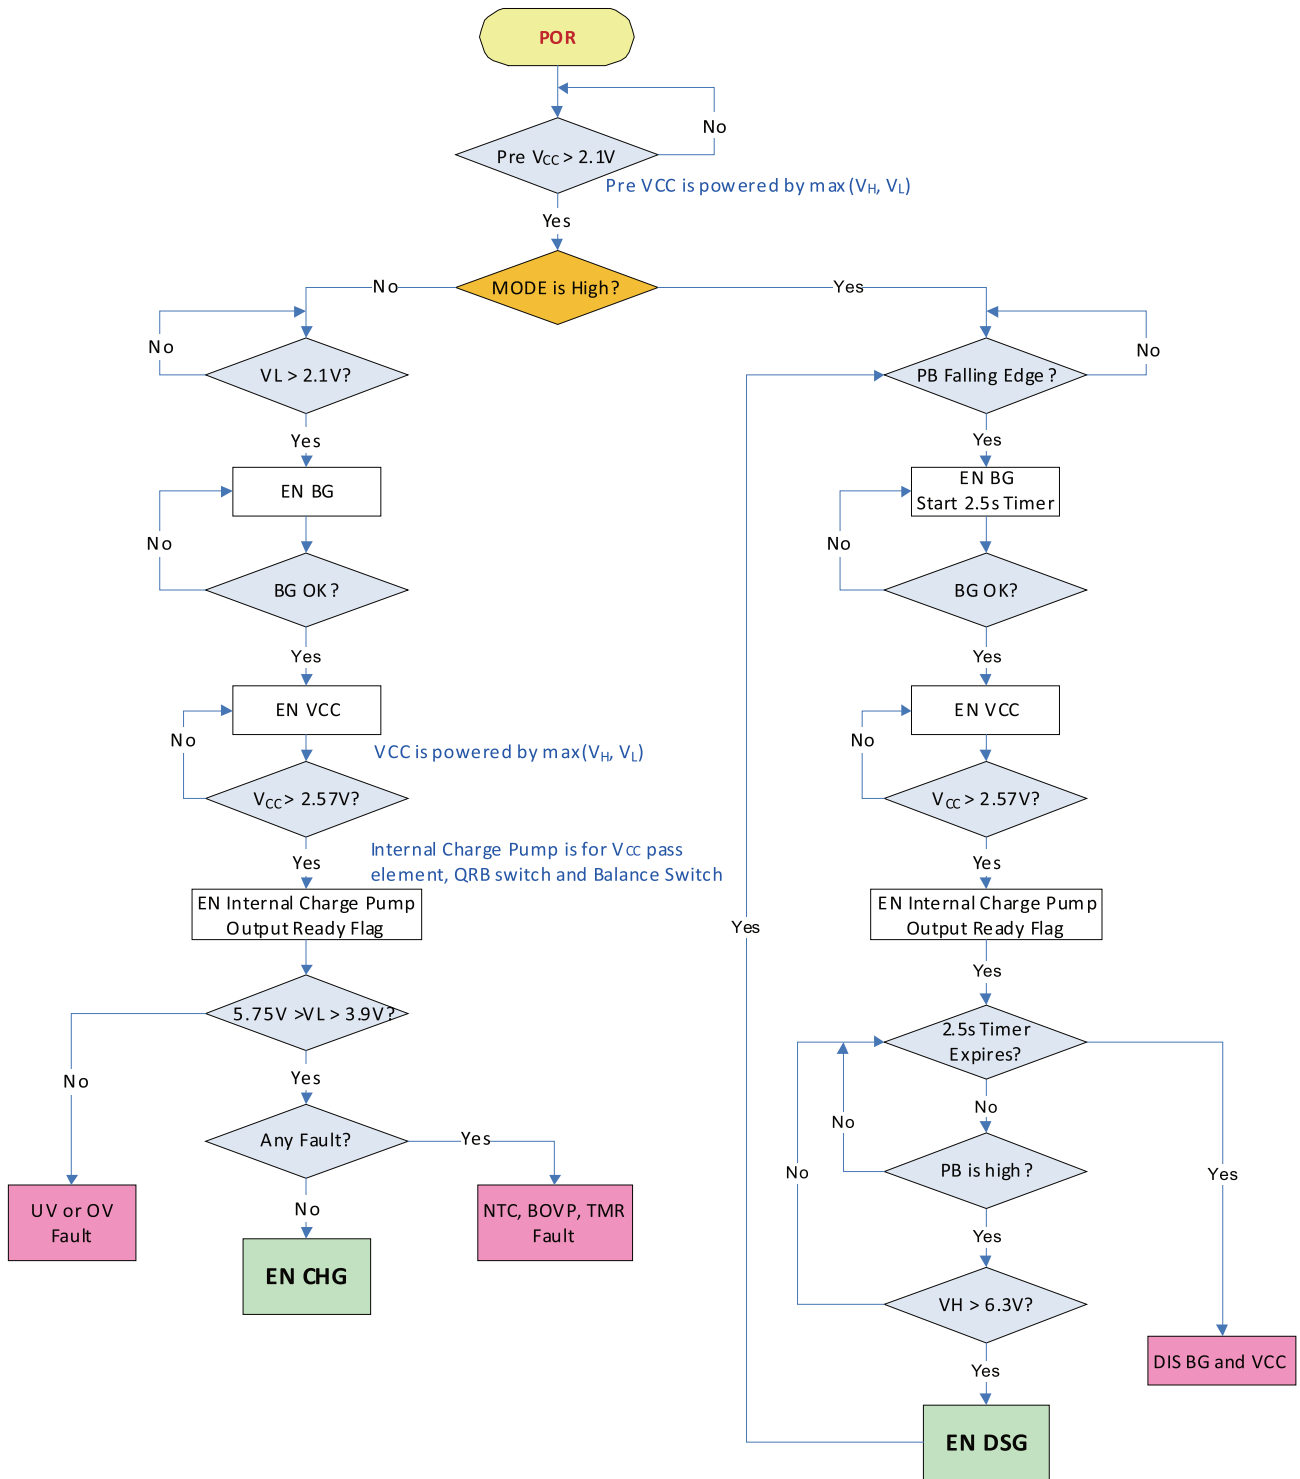 POR
No
Pre VCC > 2.1V
Pre VCC is powered by max (VH, VL)
Yes
MODE is High?
No
Yes
No
VL > 2.1V?
Yes
EN BG
No
BG OK?
Yes
EN VCC
No
VCC is powered by max(VH, VL)
VCC > 2.57V?
Yes
Internal Charge Pump is for VCC pass
element, QRB switch and Balance Switch
EN Internal Charge Pump
Output Ready Flag
5.75V >VL > 3.9V?
No
Yes
Any Fault?
Yes
UV or OV
Fault
No
NTC, BOVP, TMR
Fault
EN CHG
No
PB Falling Edge ?
Yes
EN BG
Start 2.5s Timer
No
BG OK?
Yes
EN VCC
No
VCC > 2.57V?
Yes
EN Internal Charge Pump
Output Ready Flag
Yes
Yes
2.5s Timer
Expires?
No
No
PB is high ?
No
Yes
Yes
VH > 6.3V?
DIS BG and VCC
Yes
EN DSG